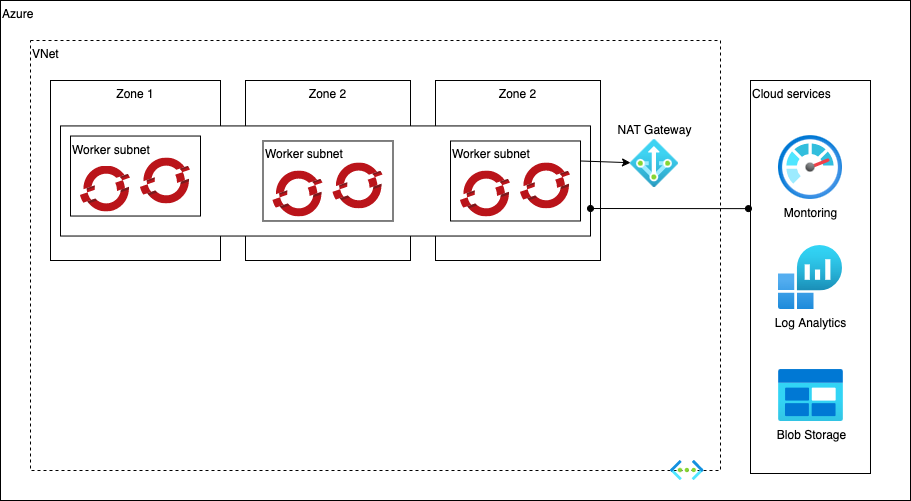 Azure
VNet
Zone 1
Zone 2
Zone 2
Cloud services
NAT Gateway
Worker subnet
Worker subnet
Worker subnet
Montoring
Log Analytics
Blob Storage